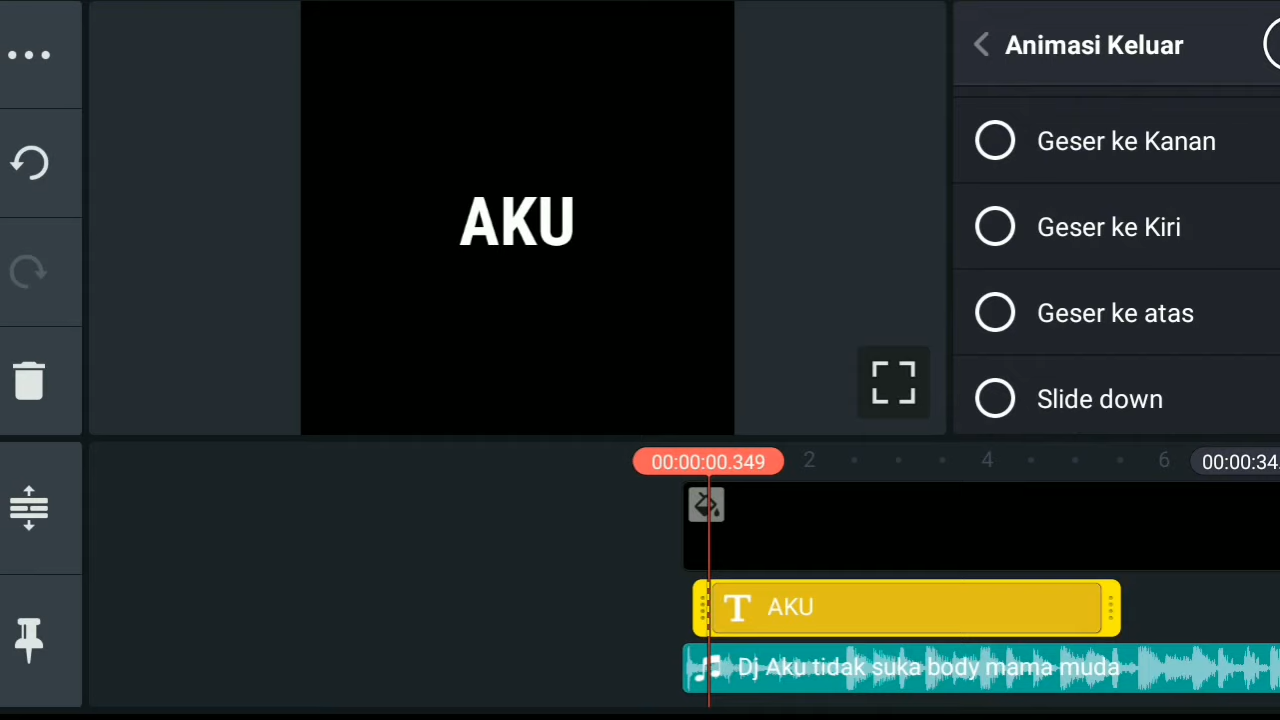 Animasi Keluar
Geser ke Kanan
Geser ke Kiri
Geser ke atas
Slide down
AKU
00:00:00.349
2
4
6
00:00:34.
T AKU
Dj Aku tidak suka body mama muda